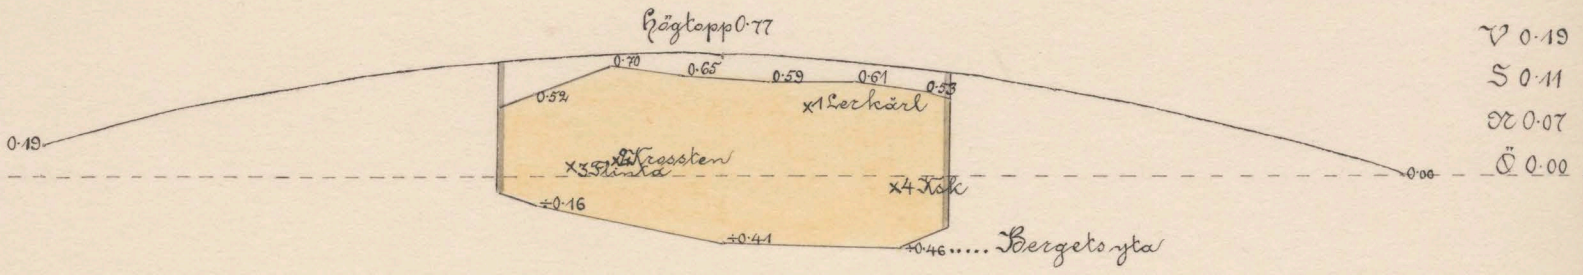 Högtopp 0·77
V 0·19
S 0·11
N 0·07
Ö 0·00
0·19
0·52
0·70
0·65
0·59
0·61
0·53
x1 Lerkärl
x2 Krossten
x3 Flinta
x4 Kok
0·00
÷0·16
÷0·41
÷0·46..... Bergets yta